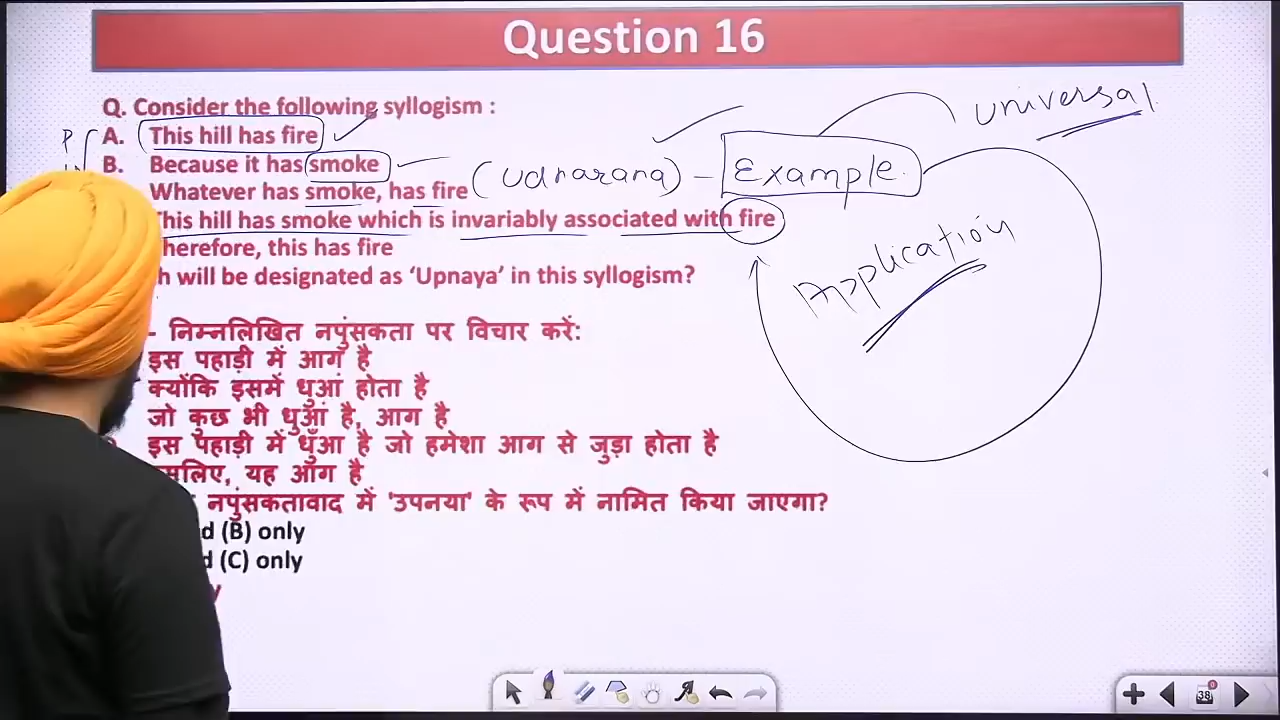 Question 16
Q. Consider the following syllogism :
A. This hill has fire
B. Because it has smoke
Whatever has smoke, has fire
This hill has smoke which is invariably associated with fire
herefore, this has fire
h will be designated as ‘Upnaya’ in this syllogism?
- निम्नलिखित नपुंसकता पर विचार करें:
इस पहाड़ी में आग है
क्योंकि इसमें धुआं होता है
जो कुछ भी धुआं है, आग है
इस पहाड़ी में धुँआ है जो हमेशा आग से जुड़ा होता है
सलिए, यह आग है
नपुंसकतावाद में 'उपनया' के रूप में नामित किया जाएगा?
d (B) only
d (C) only
y
P
(Udharana) - Example
universal
Application
38